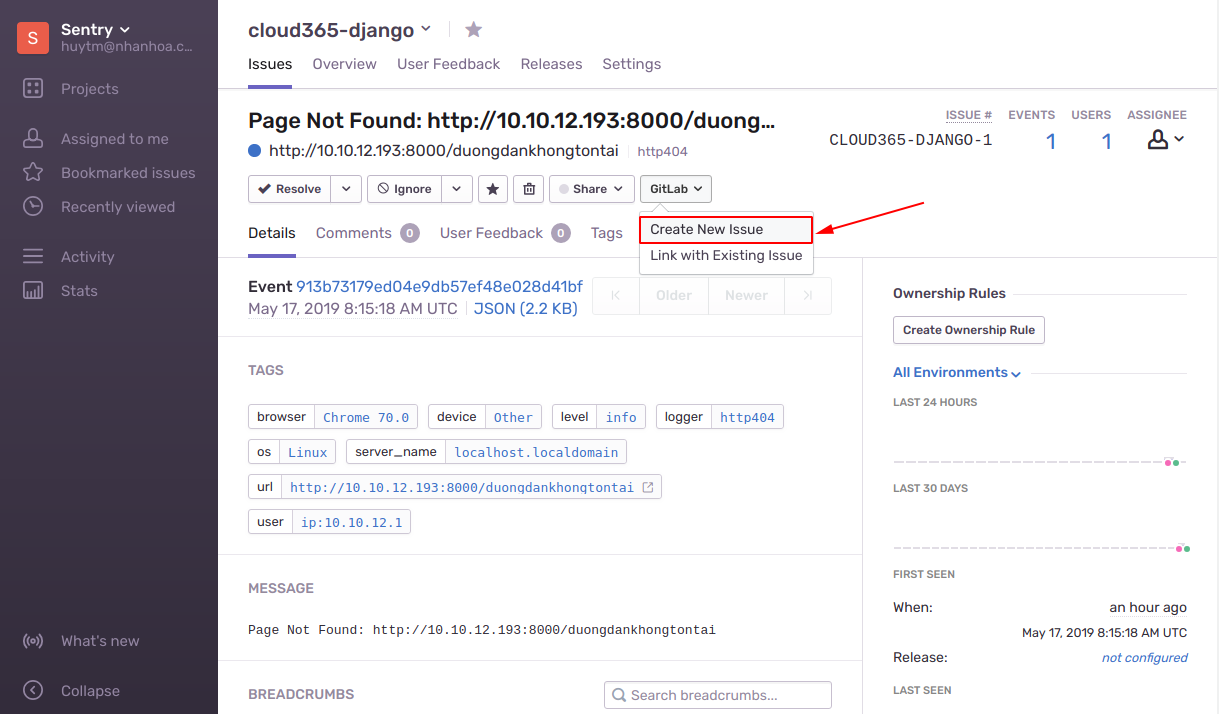 S
Sentry
huytm@nhanhoa.c...
Projects
Assigned to me
Bookmarked issues
Recently viewed
Activity
Stats
What's new
Collapse
cloud365-django
Issues Overview User Feedback Releases Settings
Page Not Found: http://10.10.12.193:8000/duong...
http://10.10.12.193:8000/duongdankhongtontai http404
ISSUE # EVENTS USERS ASSIGNEE
CLOUD365-DJANGO-1 1 1
Resolve Ignore Share GitLab
Create New Issue
Link with Existing Issue
Details Comments 0 User Feedback 0 Tags
Event 913b73179ed04e9db57ef48e028d41bf
May 17, 2019 8:15:18 AM UTC JSON (2.2 KB)
Older Newer
TAGS
browser Chrome 70.0 device Other level info logger http404
os Linux server_name localhost.localdomain
url http://10.10.12.193:8000/duongdankhongtontai
user ip:10.10.12.1
MESSAGE
Page Not Found: http://10.10.12.193:8000/duongdankhongtontai
BREADCRUMBS Search breadcrumbs...
Ownership Rules
Create Ownership Rule
All Environments
LAST 24 HOURS
LAST 30 DAYS
FIRST SEEN
When: an hour ago
May 17, 2019 8:15:18 AM UTC
Release: not configured
LAST SEEN